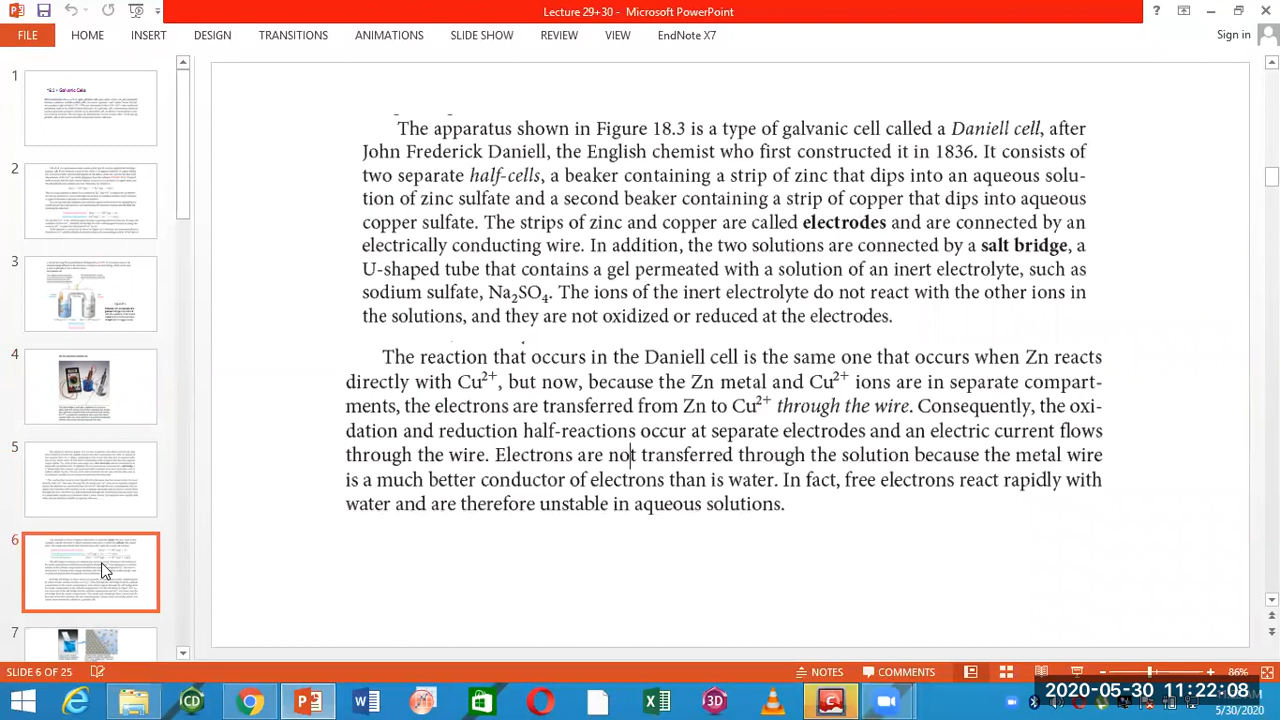 Lecture 29+30 - Microsoft PowerPoint
FILE HOME INSERT DESIGN TRANSITIONS ANIMATIONS SLIDE SHOW REVIEW VIEW EndNote X7 Sign in
1
2
3
4
5
6
7
The apparatus shown in Figure 18.3 is a type of galvanic cell called a Daniell cell, after
John Frederick Daniell, the English chemist who first constructed it in 1836. It consists of
two separate half-cells, a beaker containing a strip of zinc that dips into an aqueous solu-
tion of zinc sulfate and a second beaker containing a strip of copper that dips into aqueous
copper sulfate. The strips of zinc and copper are called electrodes and are connected by an
electrically conducting wire. In addition, the two solutions are connected by a salt bridge, a
U-shaped tube that contains a gel permeated with a solution of an inert electrolyte, such as
sodium sulfate, Na₂SO₄. The ions of the inert electrolyte do not react with the other ions in
the solutions, and they are not oxidized or reduced at the electrodes.
The reaction that occurs in the Daniell cell is the same one that occurs when Zn reacts
directly with Cu²⁺, but now, because the Zn metal and Cu²⁺ ions are in separate compart-
ments, the electrons are transferred from Zn to Cu²⁺ through the wire. Consequently, the oxi-
dation and reduction half-reactions occur at separate electrodes and an electric current flows
through the wire. Electrons are not transferred through the solution because the metal wire
is a much better conductor of electrons than is water. In fact, free electrons react rapidly with
water and are therefore unstable in aqueous solutions.
SLIDE 6 OF 25 NOTES COMMENTS 86%
2020-05-30 11:22:08
5/30/2020